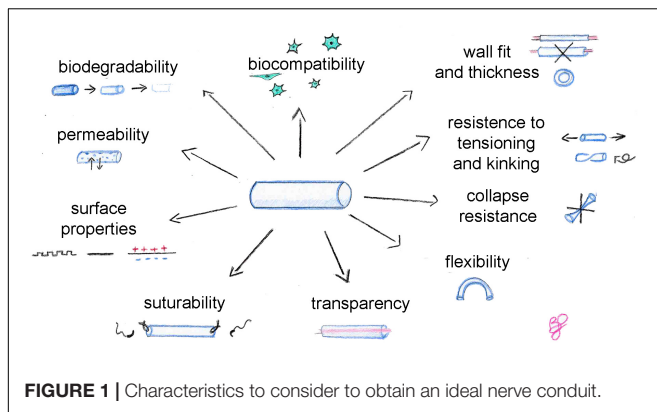 biodegradability
biocompatibility
wall fit
and thickness
permeability
resistence to
tensioning
and kinking
surface
properties
collapse
resistance
flexibility
suturability
transparency
FIGURE 1 | Characteristics to consider to obtain an ideal nerve conduit.